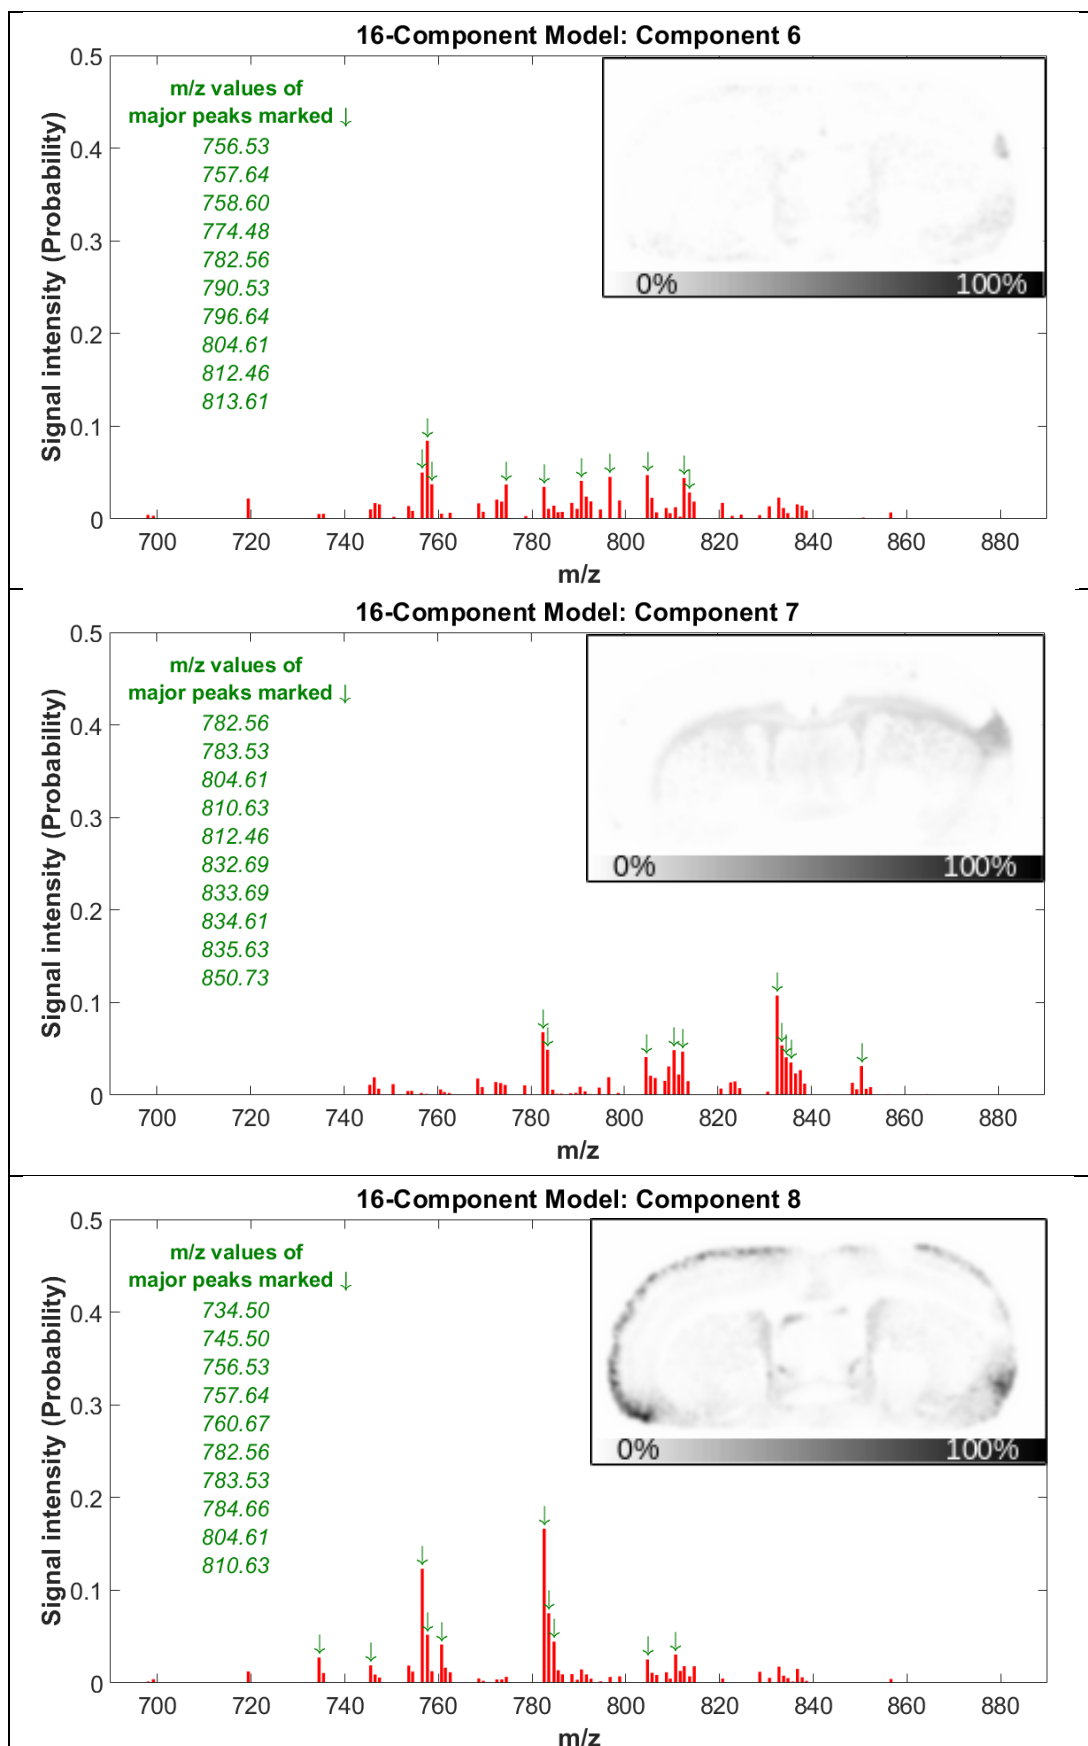 16-Component Model: Component 6
0.5
m/z values of
major peaks marked ↓
756.53
757.64
758.60
774.48
782.56
790.53
796.64
804.61
812.46
813.61
0.4
0.3
0.2
0.1
0
Signal intensity (Probability)
0% 100%
700 720 740 760 780 800 820 840 860 880
m/z
16-Component Model: Component 7
0.5
m/z values of
major peaks marked ↓
782.56
783.53
804.61
810.63
812.46
832.69
833.69
834.61
835.63
850.73
0.4
0.3
0.2
0.1
0
Signal intensity (Probability)
0% 100%
700 720 740 760 780 800 820 840 860 880
m/z
16-Component Model: Component 8
0.5
m/z values of
major peaks marked ↓
734.50
745.50
756.53
757.64
760.67
782.56
783.53
784.66
804.61
810.63
0.4
0.3
0.2
0.1
0
Signal intensity (Probability)
0% 100%
700 720 740 760 780 800 820 840 860 880
m/z